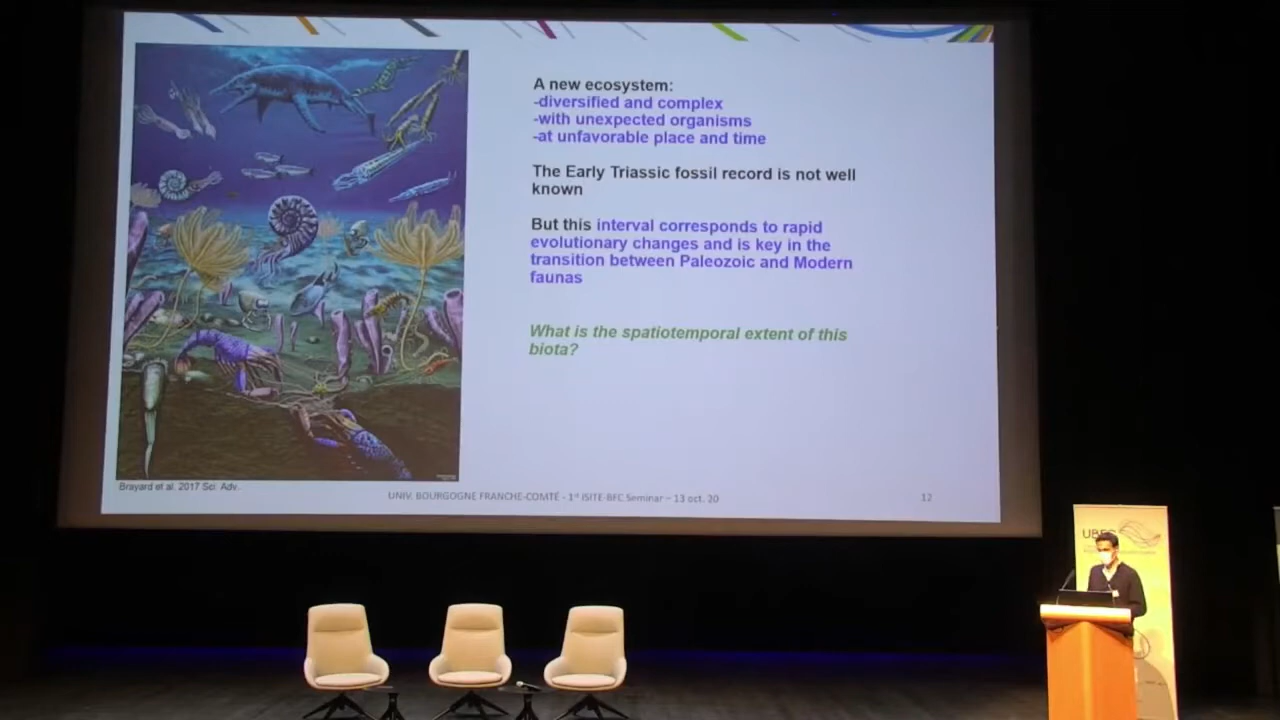 A new ecosystem:
-diversified and complex
-with unexpected organisms
-at unfavorable place and time
The Early Triassic fossil record is not well
known
But this interval corresponds to rapid
evolutionary changes and is key in the
transition between Paleozoic and Modern
faunas
What is the spatiotemporal extent of this
biota?
Brayard et al. 2017 Sci. Adv.
UNIV. BOURGOGNE FRANCHE-COMTÉ - 1st ISITE-BFC Seminar – 13 oct. 20
12